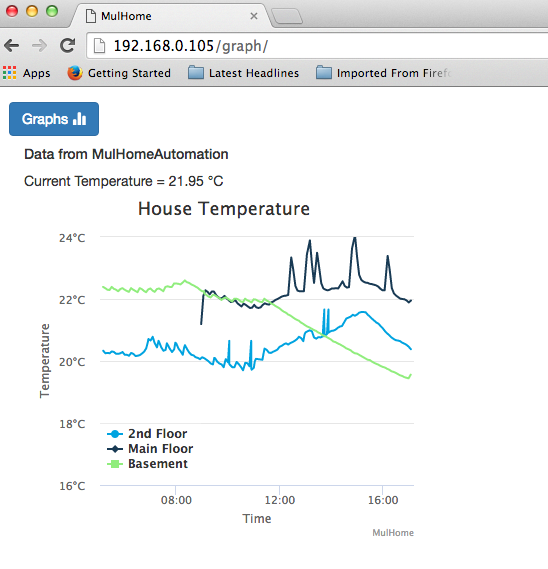 MulHome
192.168.0.105/graph/
Apps Getting Started Latest Headlines Imported From Firef
Graphs
Data from MulHomeAutomation
Current Temperature = 21.95 °C
House Temperature
24°C
22°C
20°C
18°C
16°C
Temperature
2nd Floor
Main Floor
Basement
08:00 12:00 16:00
Time
MulHome